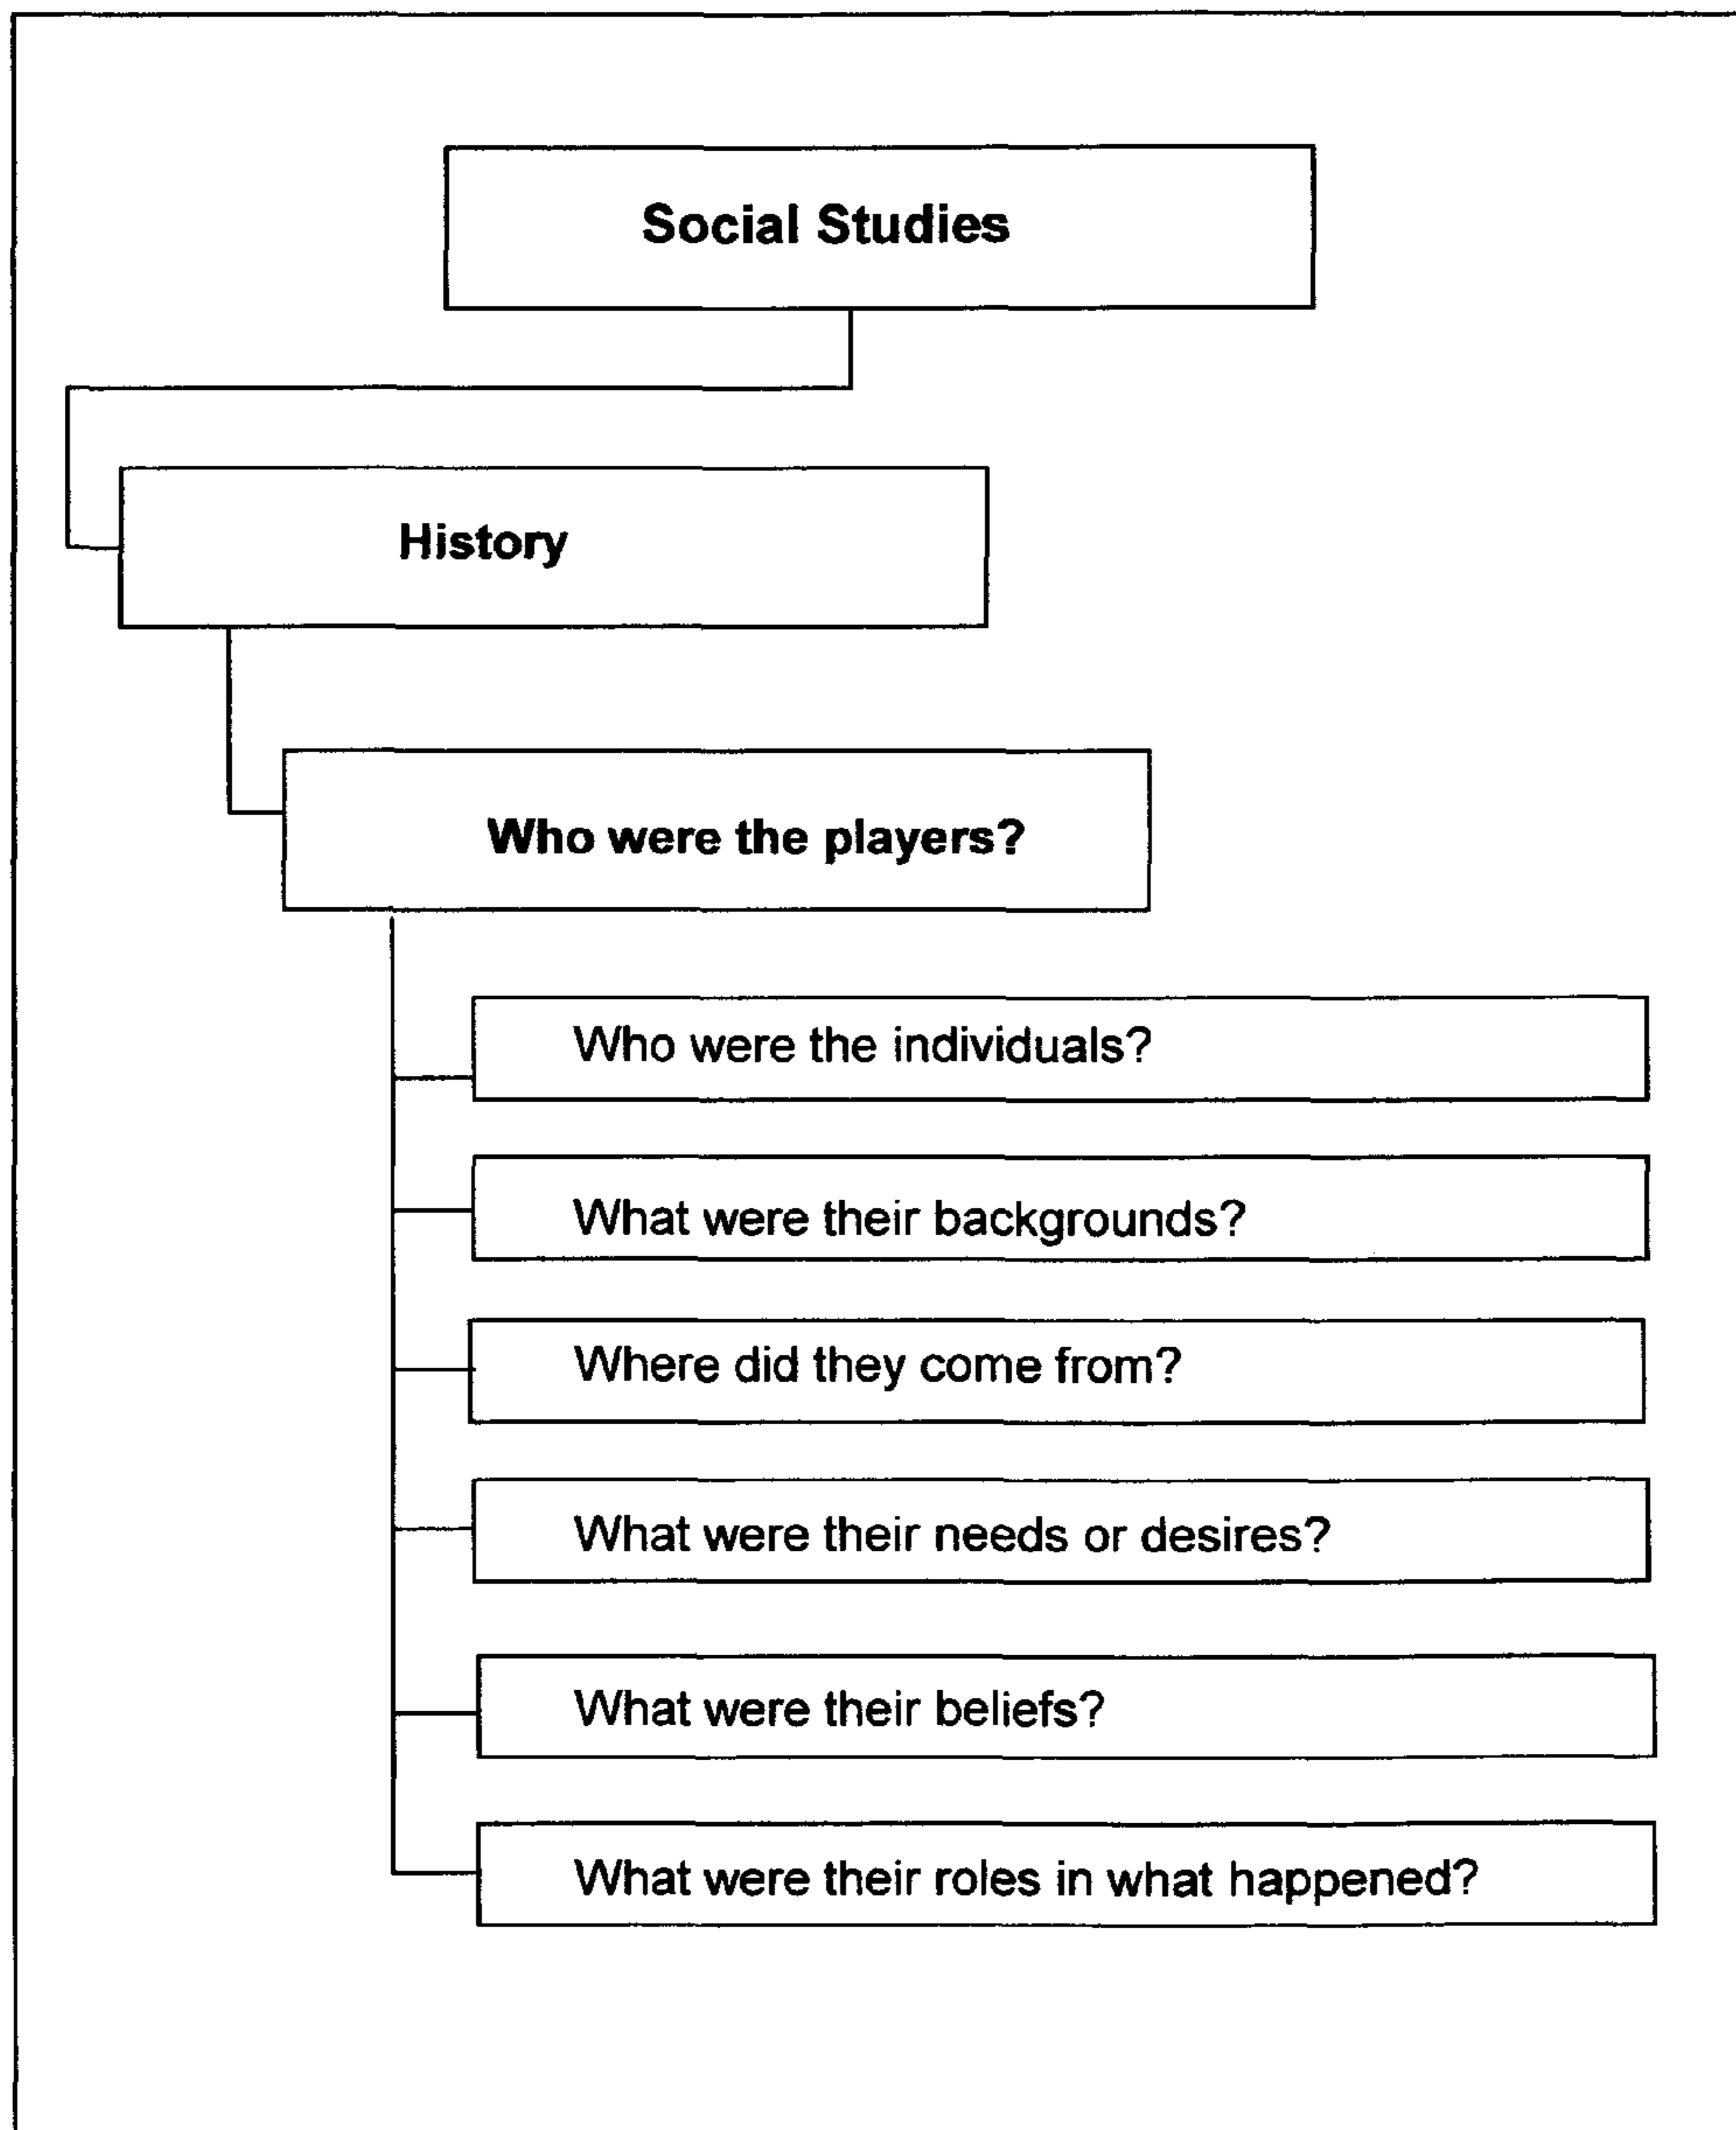 Social Studies
History
Who were the players?
Who were the individuals?
What were their backgrounds?
Where did they come from?
What were their needs or desires?
What were their beliefs?
What were their roles in what happened?